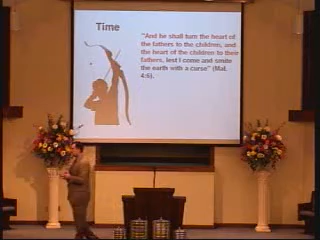 Time
"And he shall turn the heart of
the fathers to the children, and
the heart of the children to their
fathers, lest I come and smite
the earth with a curse" (Mal.
4:6).